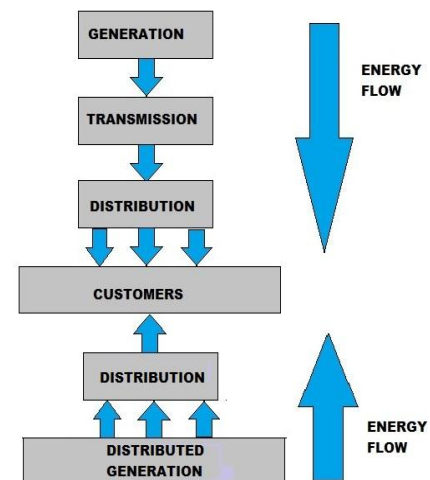 GENERATION
ENERGY
FLOW
TRANSMISSION
DISTRIBUTION
CUSTOMERS
DISTRIBUTION
ENERGY
FLOW
DISTRIBUTED
GENERATION